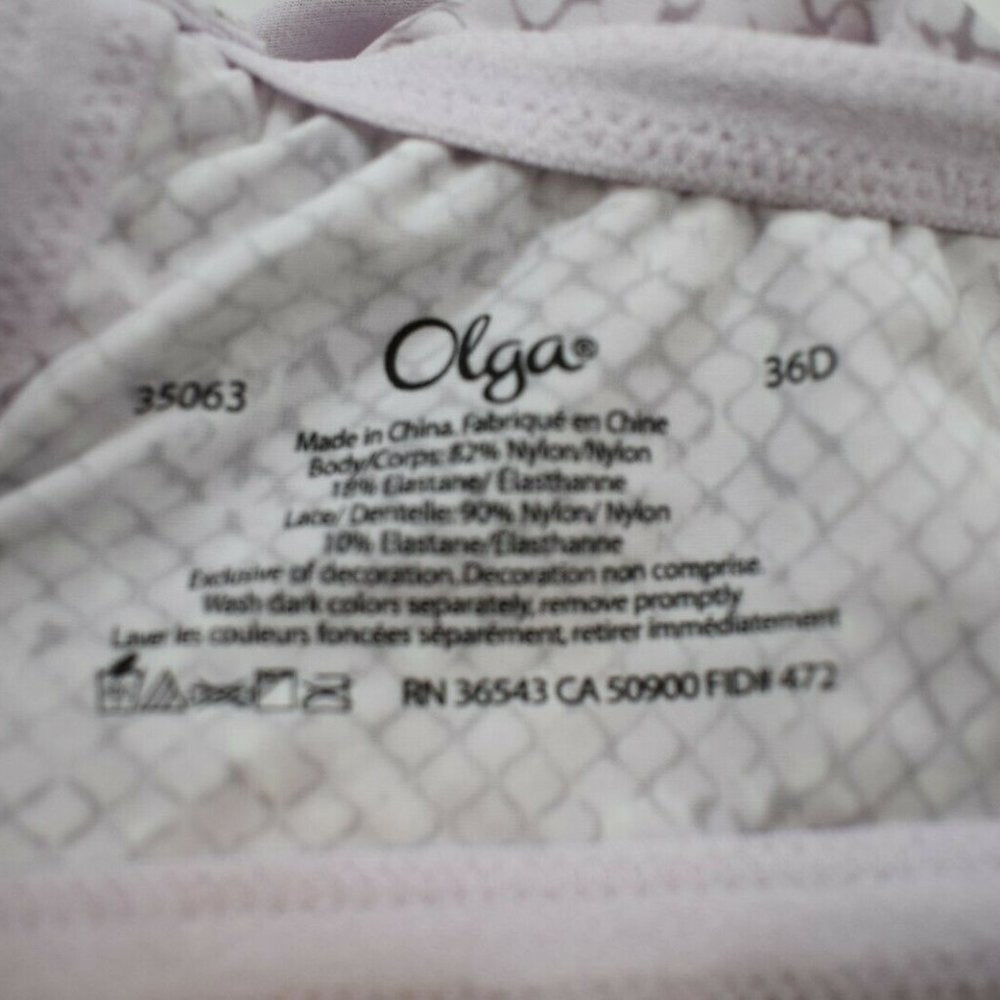 Olga®
35063
36D
Made in China. Fabriqué en Chine
Body/Corps: 82% Nylon/Nylon
18% Elastane/ Élasthanne
Lace/ Dentelle: 90% Nylon/ Nylon
10% Elastane/Élasthanne
Exclusive of decoration. Decoration non comprise.
Wash dark colors separately, remove promptly
Laver les couleurs foncées séparément, retirer immédiatement
RN 36543 CA 50900 FID# 472